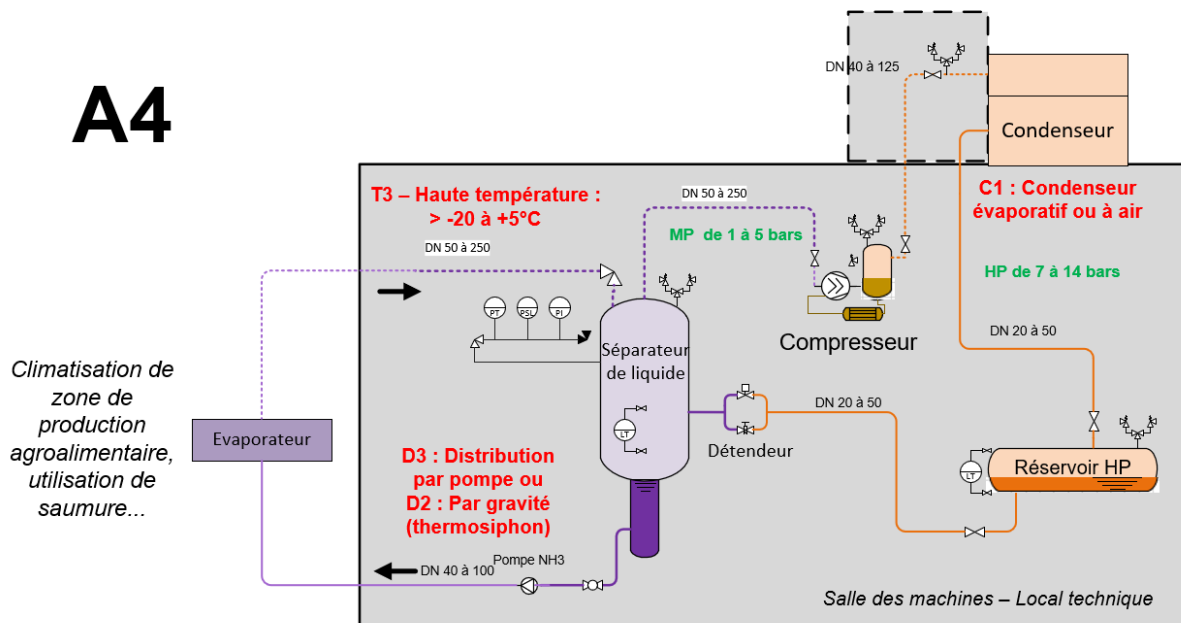 A4
DN 40 à 125
Condenseur
T3 – Haute température :
> -20 à +5°C
DN 50 à 250
MP  de 1 à 5 bars
C1 : Condenseur
évaporatif ou à air
DN 50 à 250
HP de 7 à 14 bars
PT
PSL
PI
Compresseur
DN 20 à 50
Séparateur
de liquide
Climatisation de
zone de
production
agroalimentaire,
utilisation de
saumure...
Evaporateur
LT
DN 20 à 50
Détendeur
D3 : Distribution
par pompe ou
D2 : Par gravité
(thermosiphon)
LT
Réservoir HP
Pompe NH3
DN 40 à 100
Salle des machines – Local technique